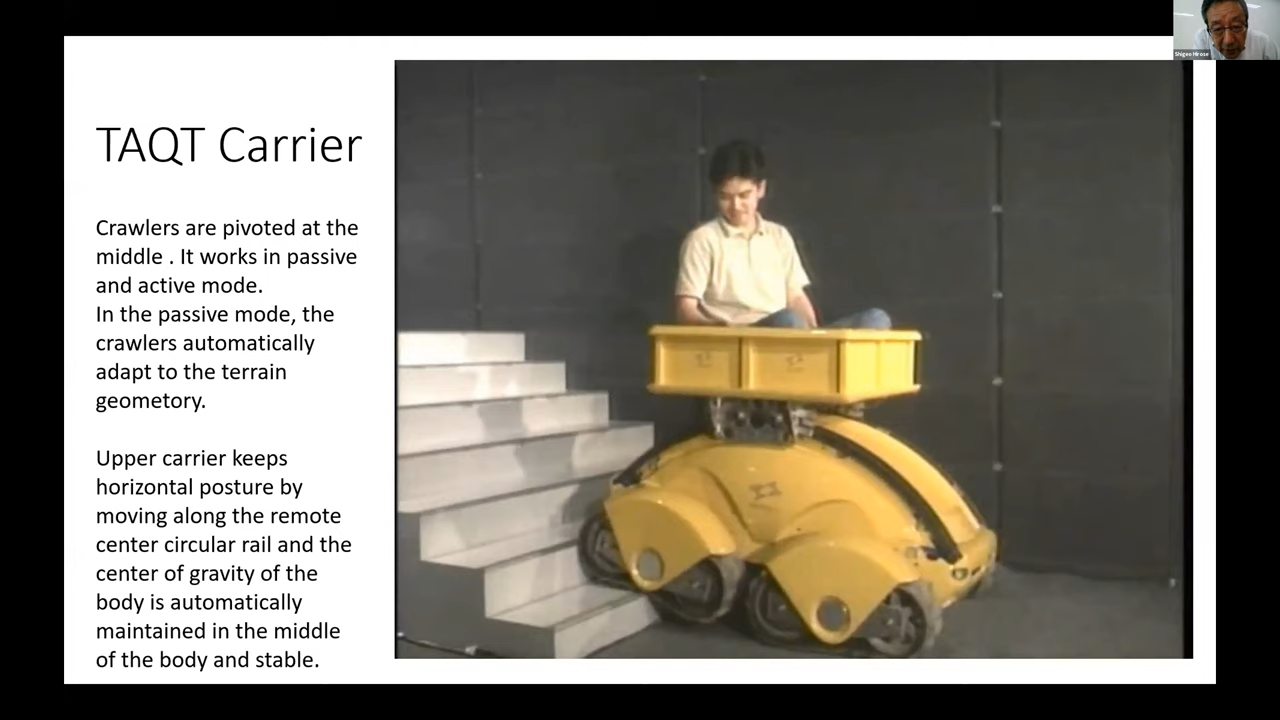 Shigeo Hirose
TAQT Carrier
Crawlers are pivoted at the
middle . It works in passive
and active mode.
In the passive mode, the
crawlers automatically
adapt to the terrain
geometory.
Upper carrier keeps
horizontal posture by
moving along the remote
center circular rail and the
center of gravity of the
body is automatically
maintained in the middle
of the body and stable.